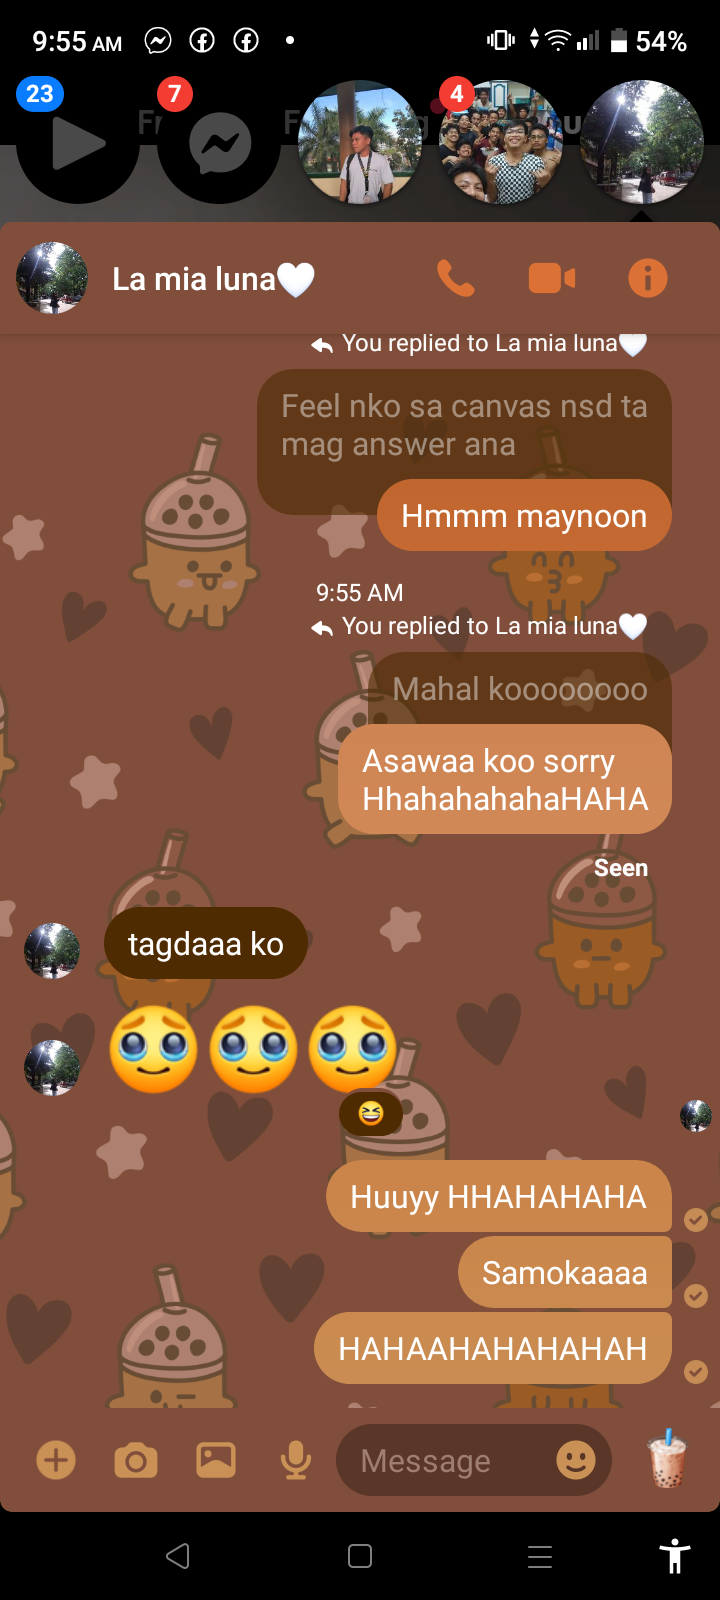 9:55 AM
54%
23
7
4
La mia luna🤍
You replied to La mia luna🤍
Feel nko sa canvas nsd ta
mag answer ana
Hmmm maynoon
9:55 AM
You replied to La mia luna🤍
Mahal koooooooo
Asawaa koo sorry
HhahahahahaHAHA
Seen
tagdaaa ko
🥹🥹🥹
😆
Huuyy HHAHAHAHA
Samokaaaa
HAHAAHAHAHAHAH
Message